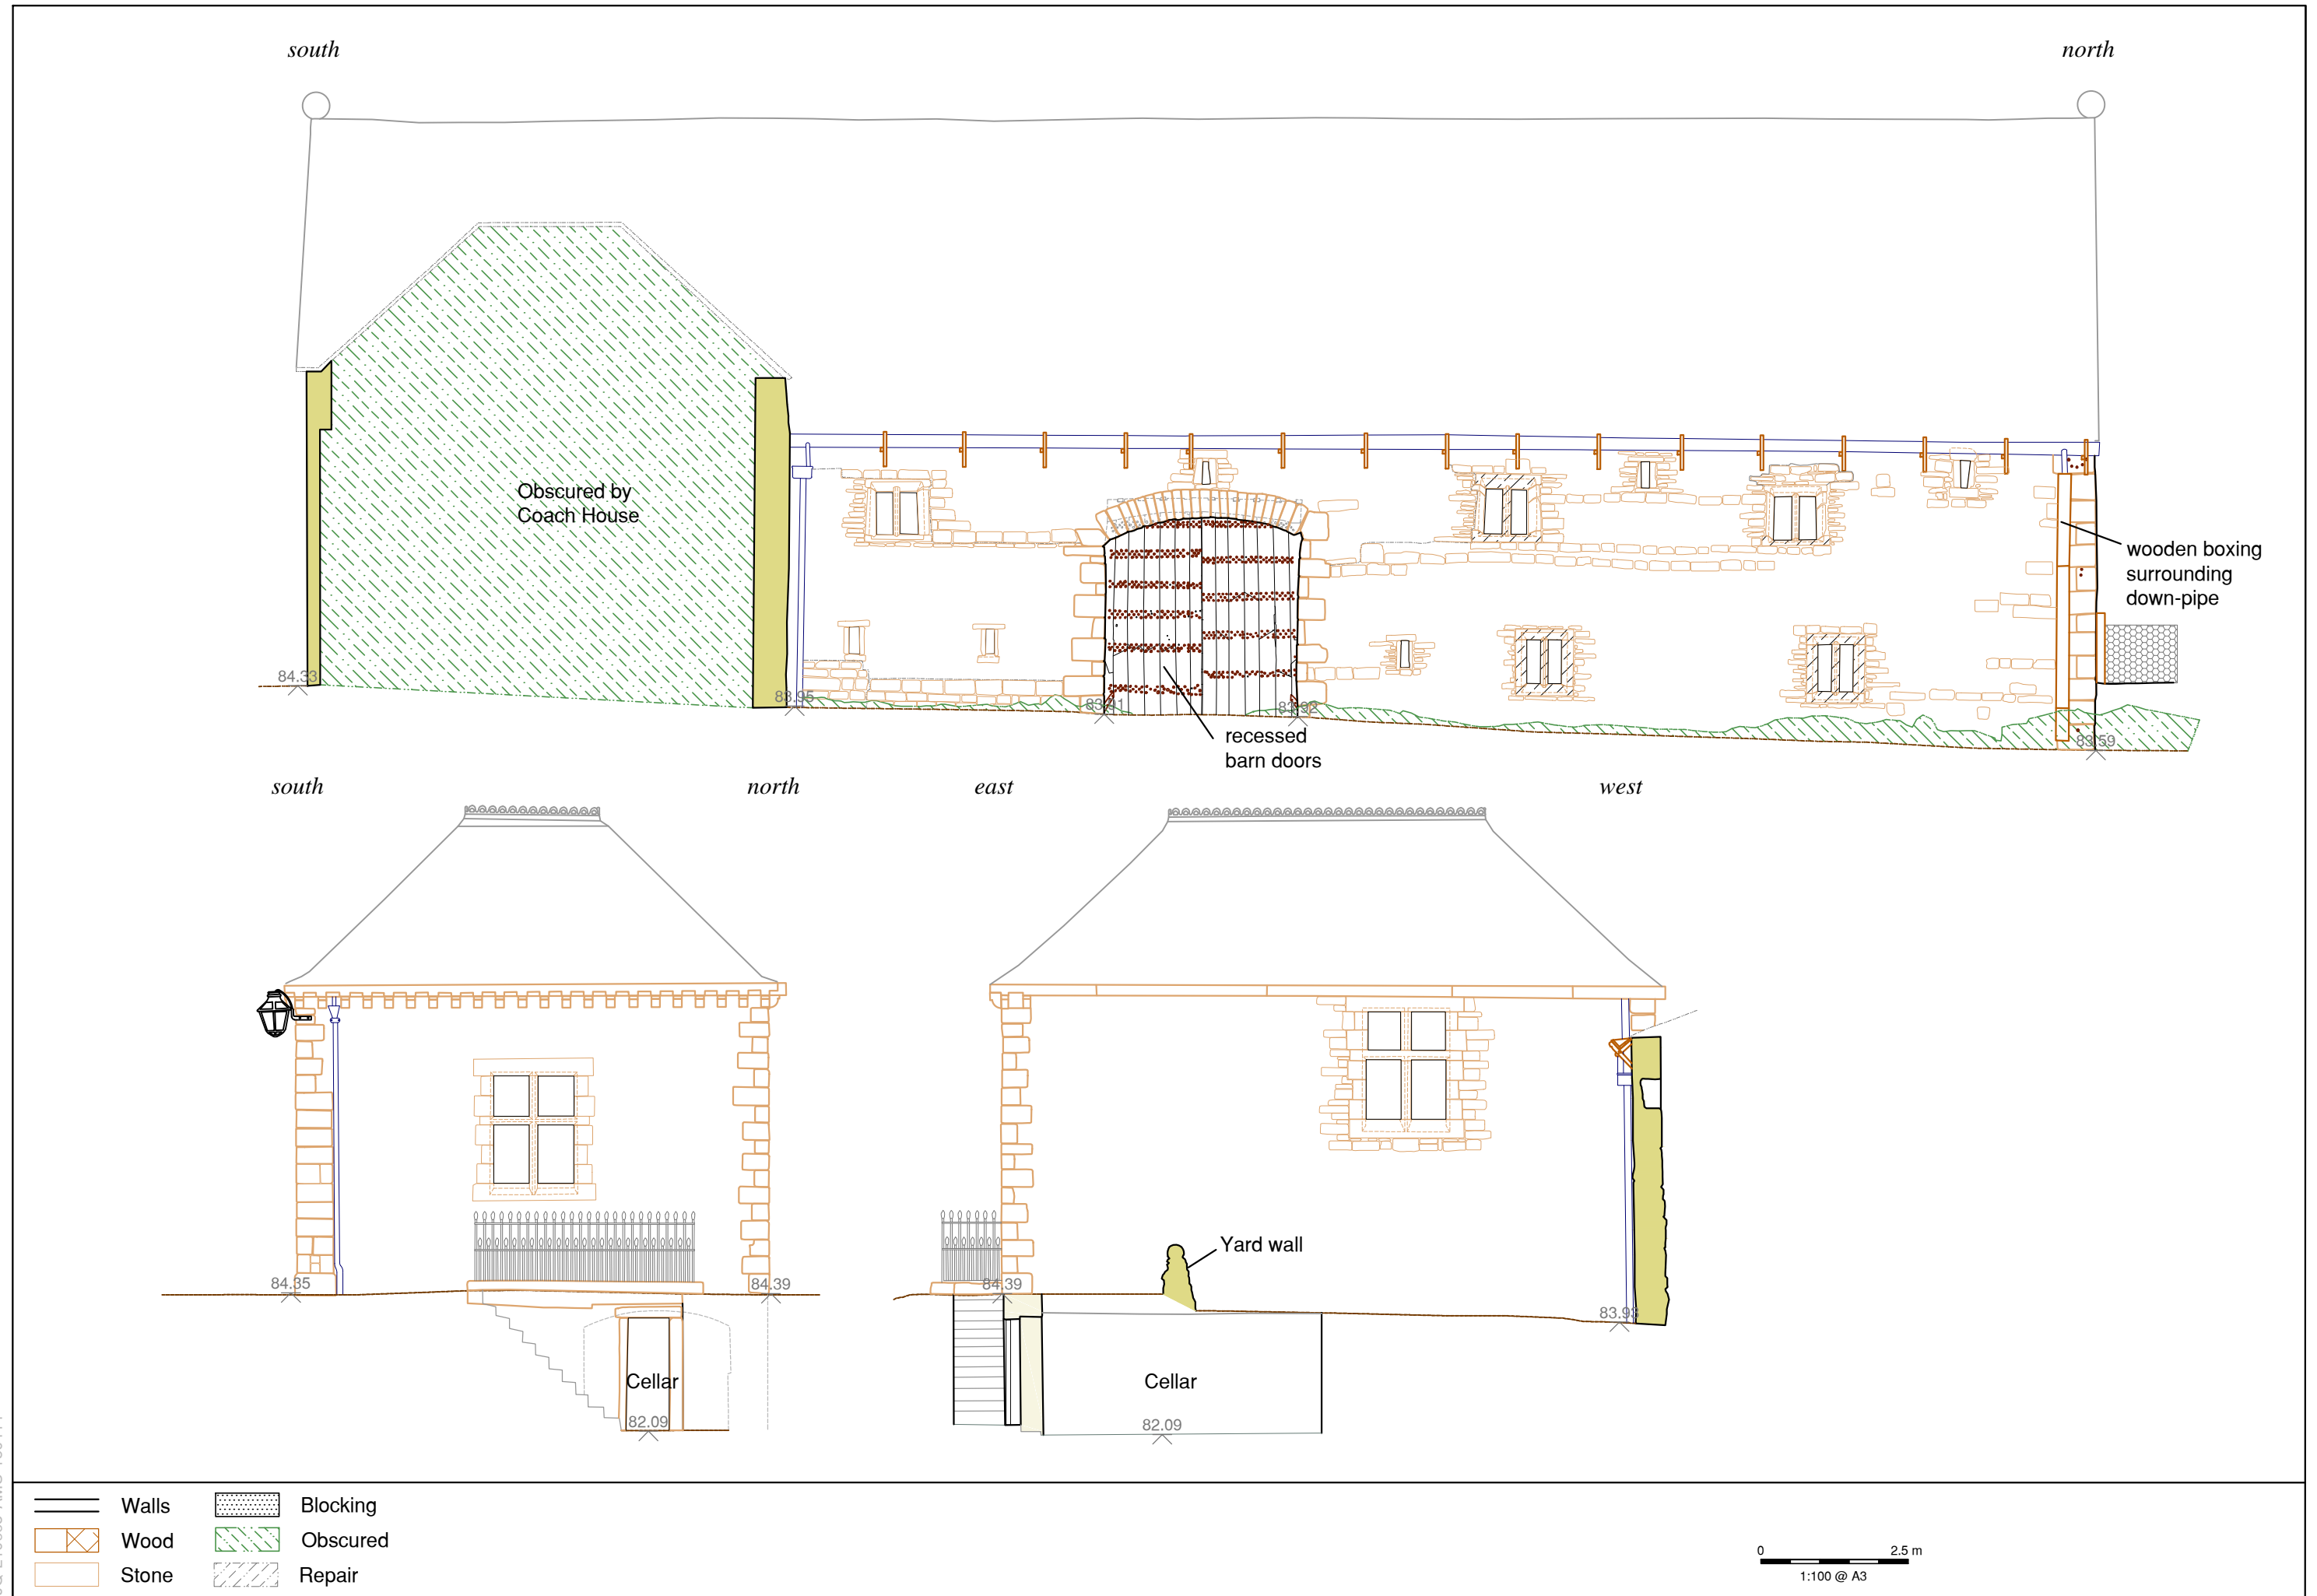 south
north
Obscured by
Coach House
wooden boxing
surrounding
down-pipe
84.33
83.95
83.91
83.92
83.59
recessed
barn doors
south
north
east
west
Yard wall
84.35
84.39
84.39
83.93
Cellar
82.09
Cellar
82.09
Walls
Blocking
Wood
Obscured
Stone
Repair
0
2.5 m
1:100 @ A3